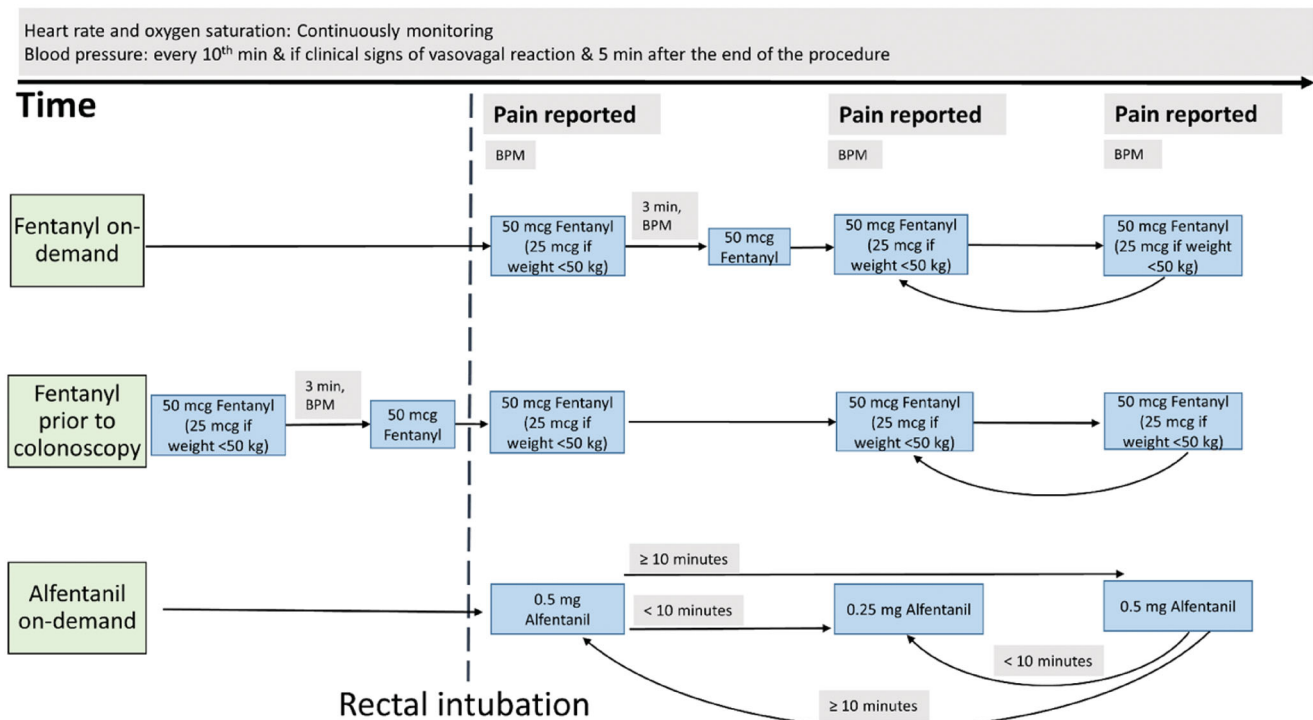 Heart rate and oxygen saturation: Continuously monitoring
Blood pressure: every 10th min & if clinical signs of vasovagal reaction & 5 min after the end of the procedure
Time
Pain reported
Pain reported
Pain reported
BPM
BPM
BPM
Fentanyl on-
demand
50 mcg Fentanyl
(25 mcg if
weight <50 kg)
3 min,
BPM
50 mcg
Fentanyl
50 mcg Fentanyl
(25 mcg if
weight <50 kg)
50 mcg Fentanyl
(25 mcg if weight
<50 kg)
Fentanyl
prior to
colonoscopy
50 mcg Fentanyl
(25 mcg if
weight <50 kg)
3 min,
BPM
50 mcg
Fentanyl
50 mcg Fentanyl
(25 mcg if
weight <50 kg)
50 mcg Fentanyl
(25 mcg if
weight <50 kg)
50 mcg Fentanyl
(25 mcg if
weight <50 kg)
Alfentanil
on-demand
0.5 mg
Alfentanil
≥ 10 minutes
< 10 minutes
0.25 mg Alfentanil
0.5 mg Alfentanil
< 10 minutes
≥ 10 minutes
Rectal intubation